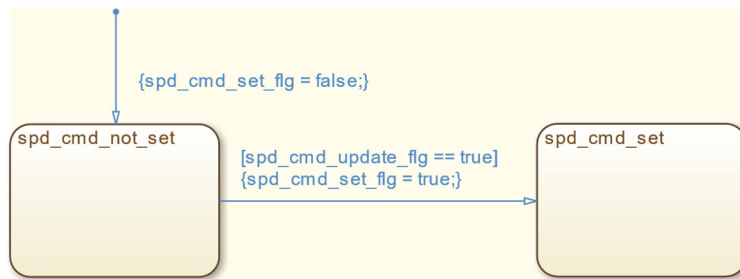 {spd_cmd_set_flg = false;}
spd_cmd_not_set
spd_cmd_set
[spd_cmd_update_flg == true]
{spd_cmd_set_flg = true;}